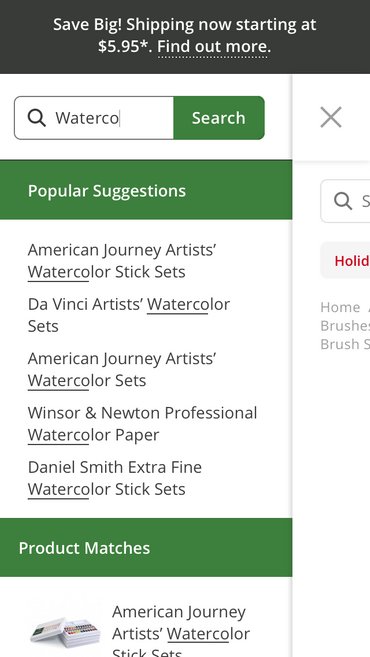 Save Big! Shipping now starting at
$5.95*. Find out more.
Waterco
Search
Popular Suggestions
American Journey Artists’
Watercolor Stick Sets
Da Vinci Artists’ Watercolor
Sets
American Journey Artists’
Watercolor Sets
Winsor & Newton Professional
Watercolor Paper
Daniel Smith Extra Fine
Watercolor Stick Sets
Product Matches
American Journey
Artists’ Watercolor
Stick Sets
S
Holid
Home
Brushes
Brush S